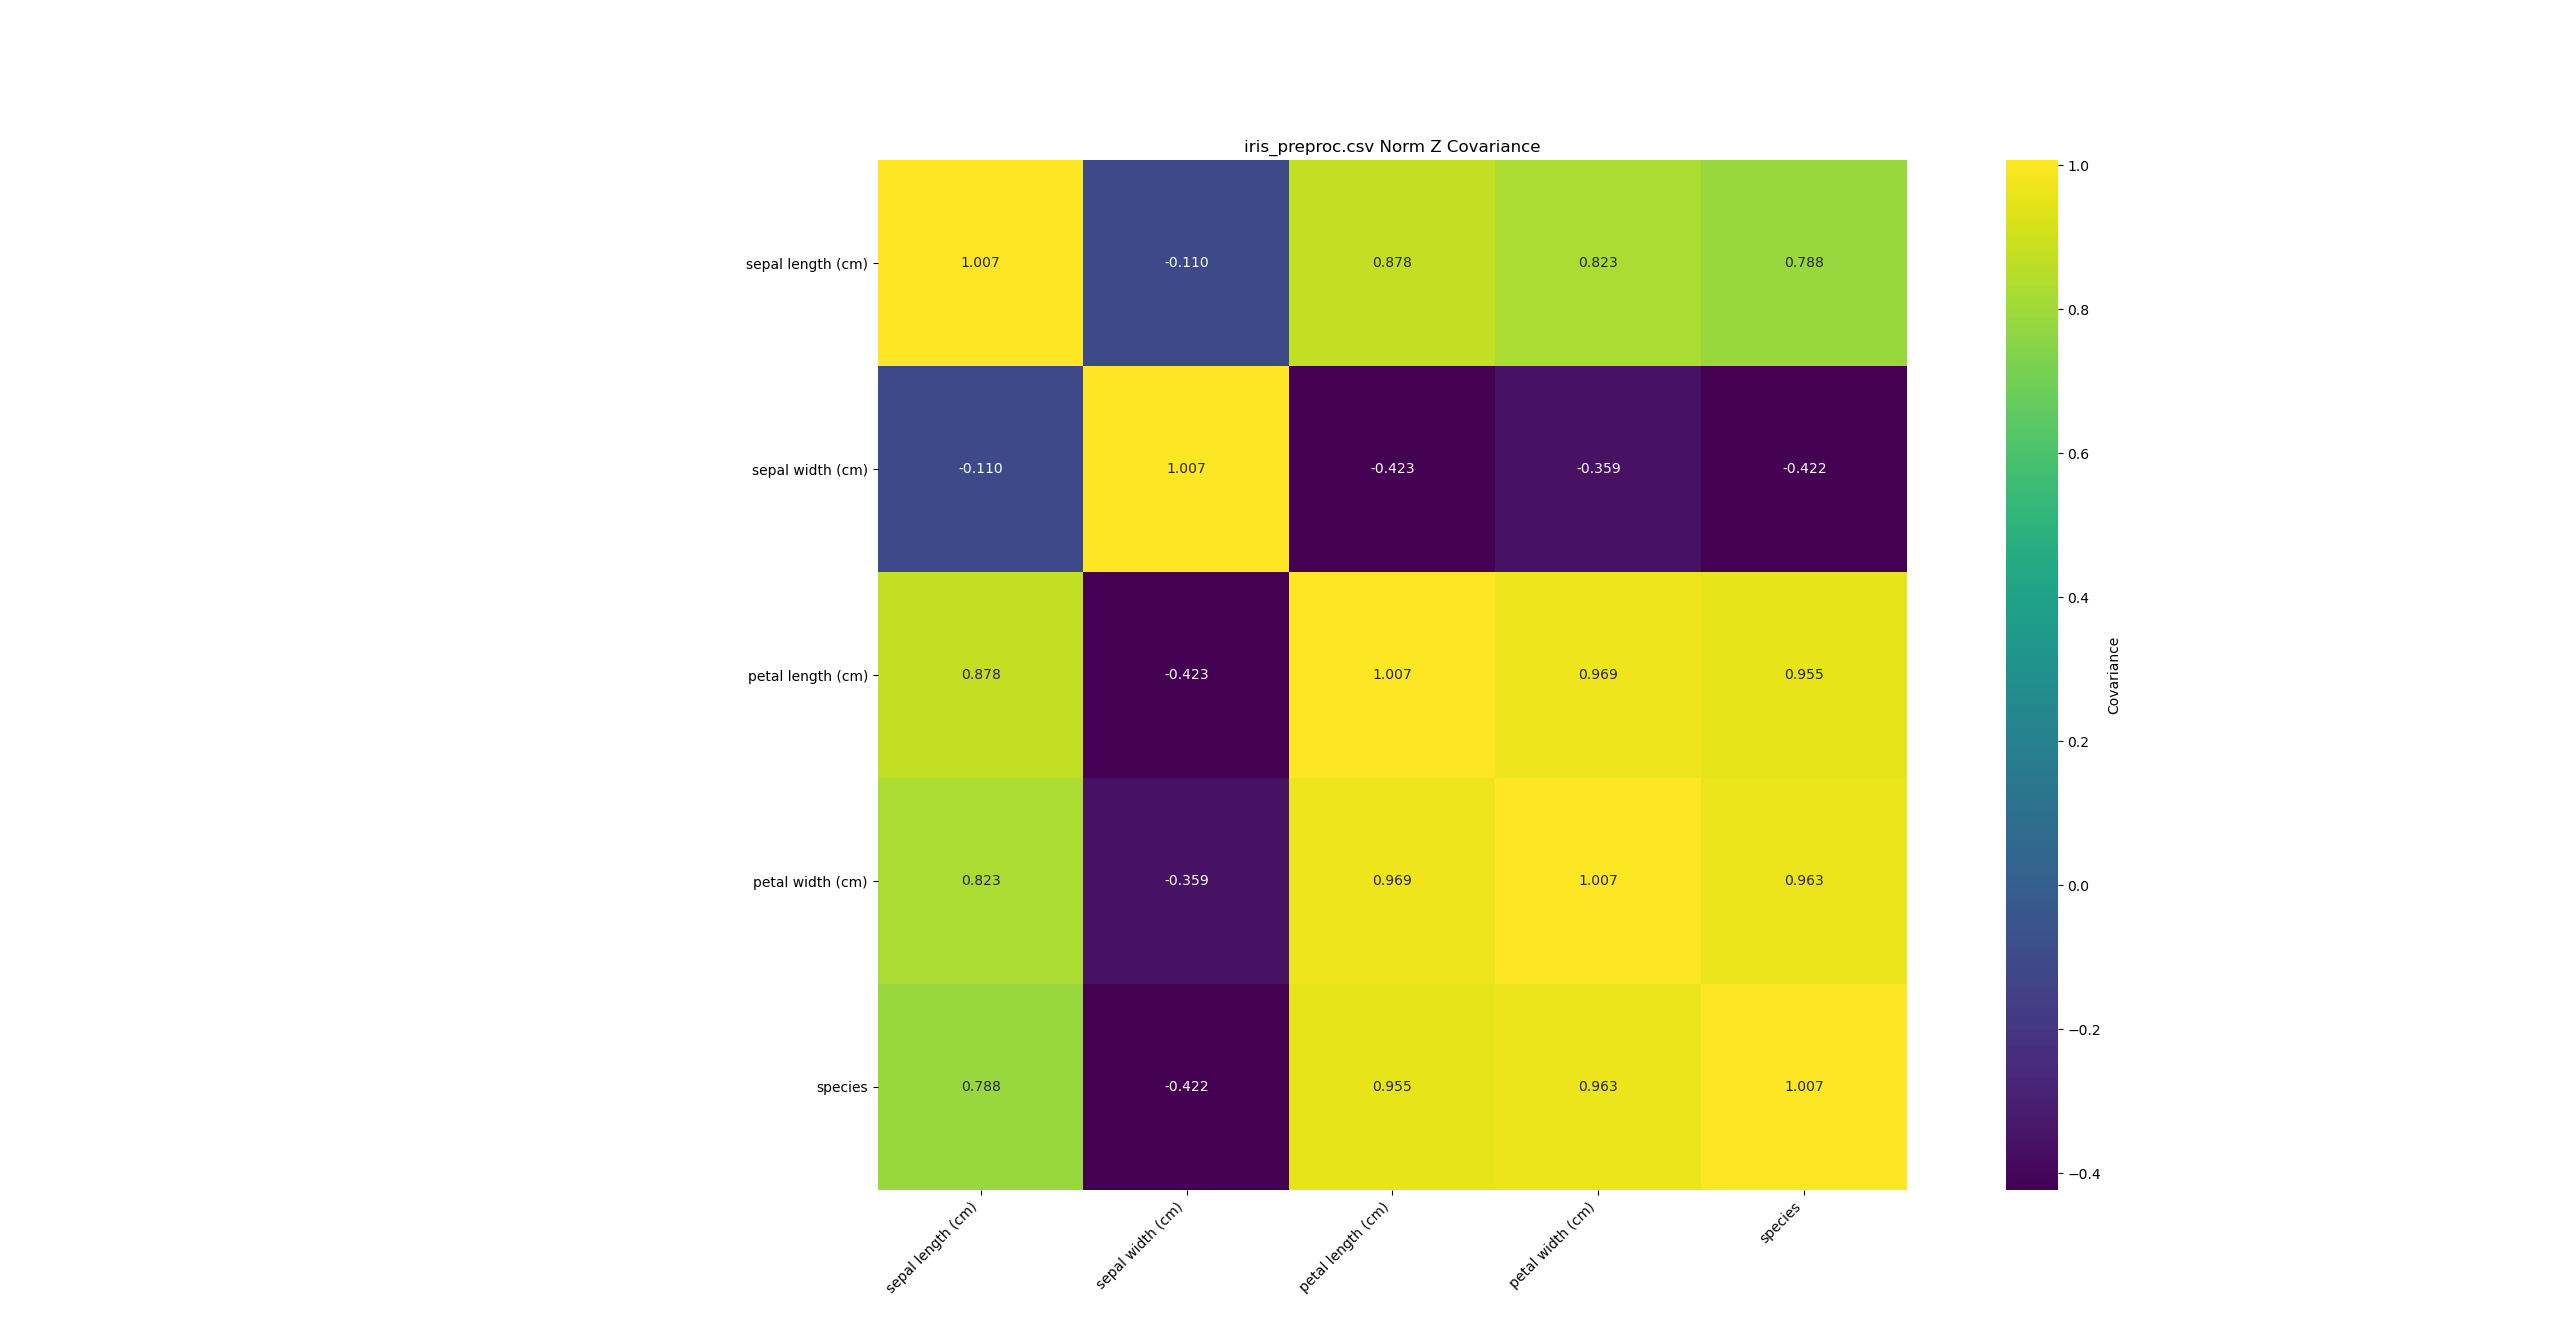 iris_preproc.csv Norm Z Covariance
sepal length (cm) 1.007 -0.110 0.878 0.823 0.788
sepal width (cm) -0.110 1.007 -0.423 -0.359 -0.422
petal length (cm) 0.878 -0.423 1.007 0.969 0.955
petal width (cm) 0.823 -0.359 0.969 1.007 0.963
species 0.788 -0.422 0.955 0.963 1.007
sepal length (cm) sepal width (cm) petal length (cm) petal width (cm) species
1.0
0.8
0.6
0.4
0.2
0.0
−0.2
−0.4
Covariance